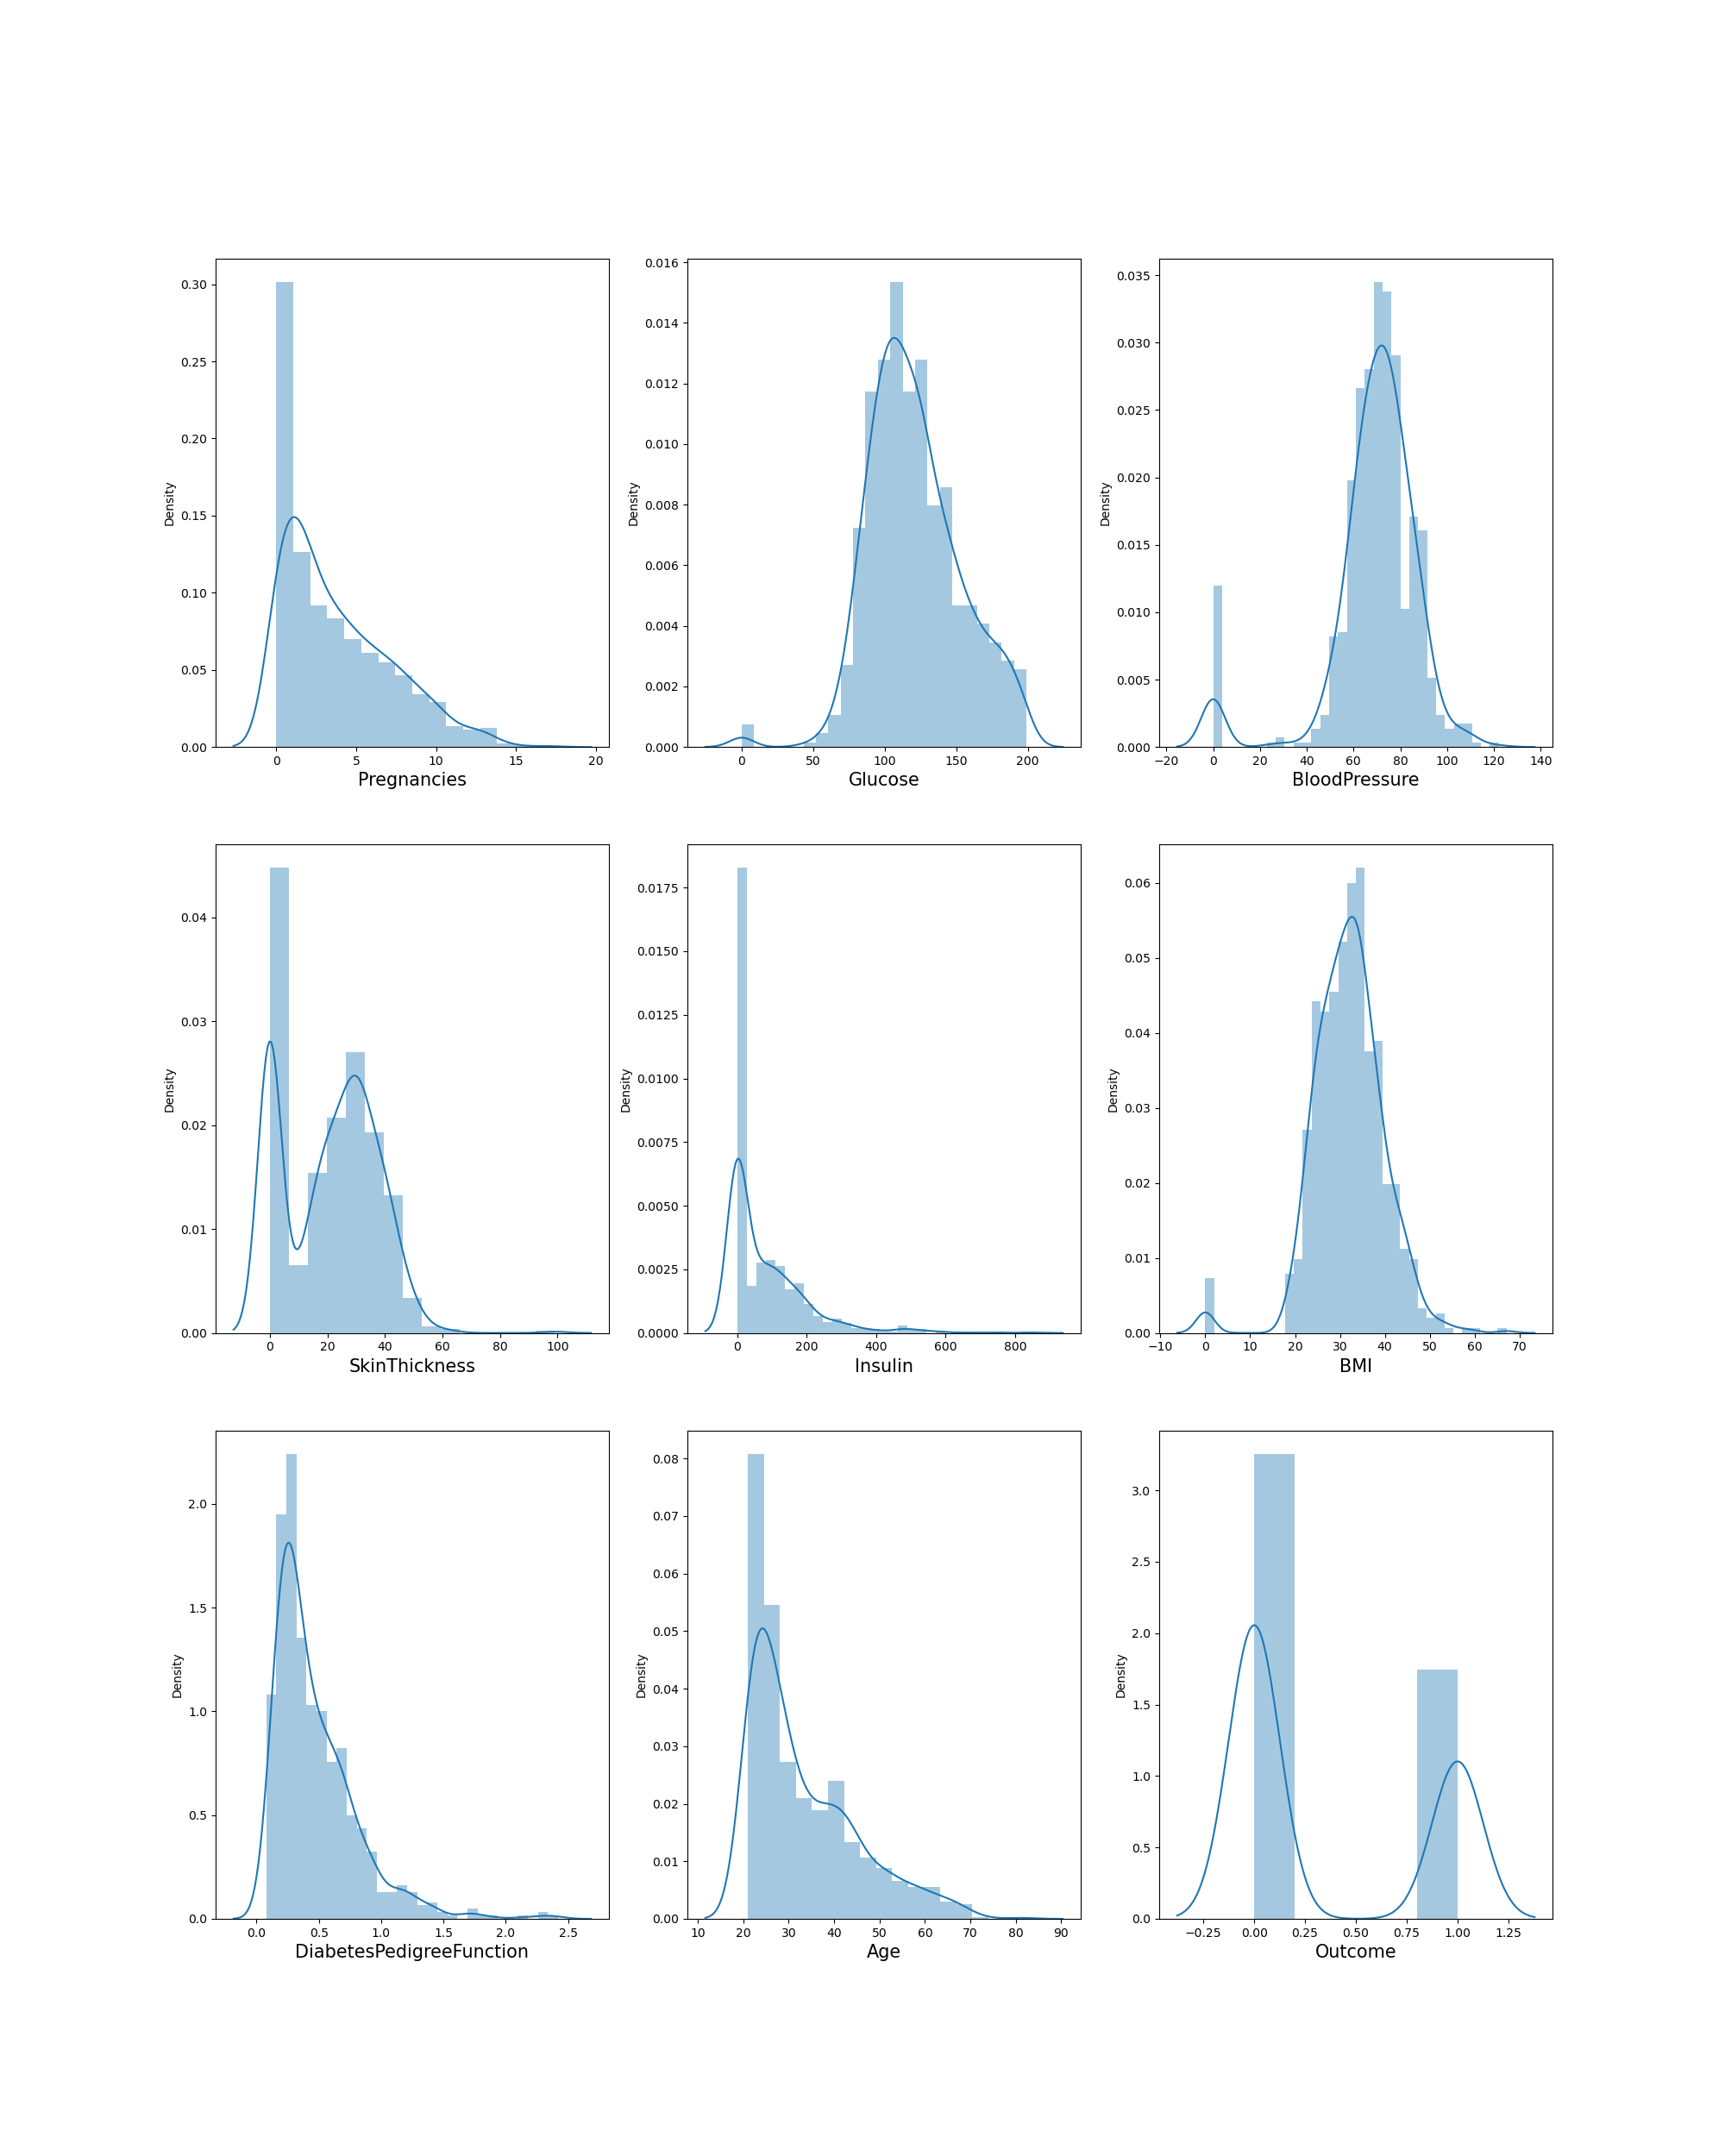 0.30
0.25
0.20
0.15
0.10
0.05
0.00
Density
0 5 10 15 20
Pregnancies
0.016
0.014
0.012
0.010
0.008
0.006
0.004
0.002
0.000
Density
0 50 100 150 200
Glucose
0.035
0.030
0.025
0.020
0.015
0.010
0.005
0.000
Density
−20 0 20 40 60 80 100 120 140
BloodPressure
0.04
0.03
0.02
0.01
0.00
Density
0 20 40 60 80 100
SkinThickness
0.0175
0.0150
0.0125
0.0100
0.0075
0.0050
0.0025
0.0000
Density
0 200 400 600 800
Insulin
0.06
0.05
0.04
0.03
0.02
0.01
0.00
Density
−10 0 10 20 30 40 50 60 70
BMI
2.0
1.5
1.0
0.5
0.0
Density
0.0 0.5 1.0 1.5 2.0 2.5
DiabetesPedigreeFunction
0.08
0.07
0.06
0.05
0.04
0.03
0.02
0.01
0.00
Density
10 20 30 40 50 60 70 80 90
Age
3.0
2.5
2.0
1.5
1.0
0.5
0.0
Density
−0.25 0.00 0.25 0.50 0.75 1.00 1.25
Outcome